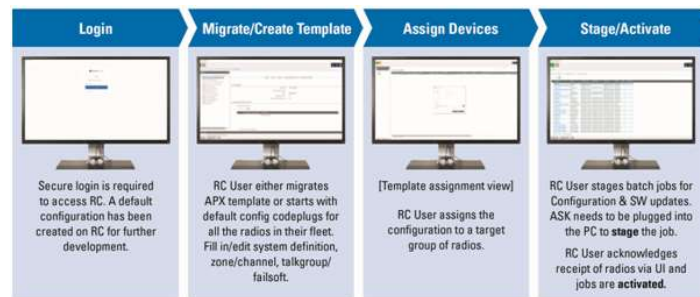 Login
Migrate/Create Template
Assign Devices
Stage/Activate
Secure login is required
to access RC. A default
configuration has been
created on RC for further
development.
RC User either migrates
APX template or starts with
default config codeplugs for
all the radios in their fleet.
Fill in/edit system definition,
zone/channel, talkgroup/
failsoft.
[Template assignment view]
RC User assigns the
configuration to a target
group of radios.
RC User stages batch jobs for
Configuration & SW updates.
ASK needs to be plugged into
the PC to stage the job.
RC User acknowledges
receipt of radios via UI and
jobs are activated.